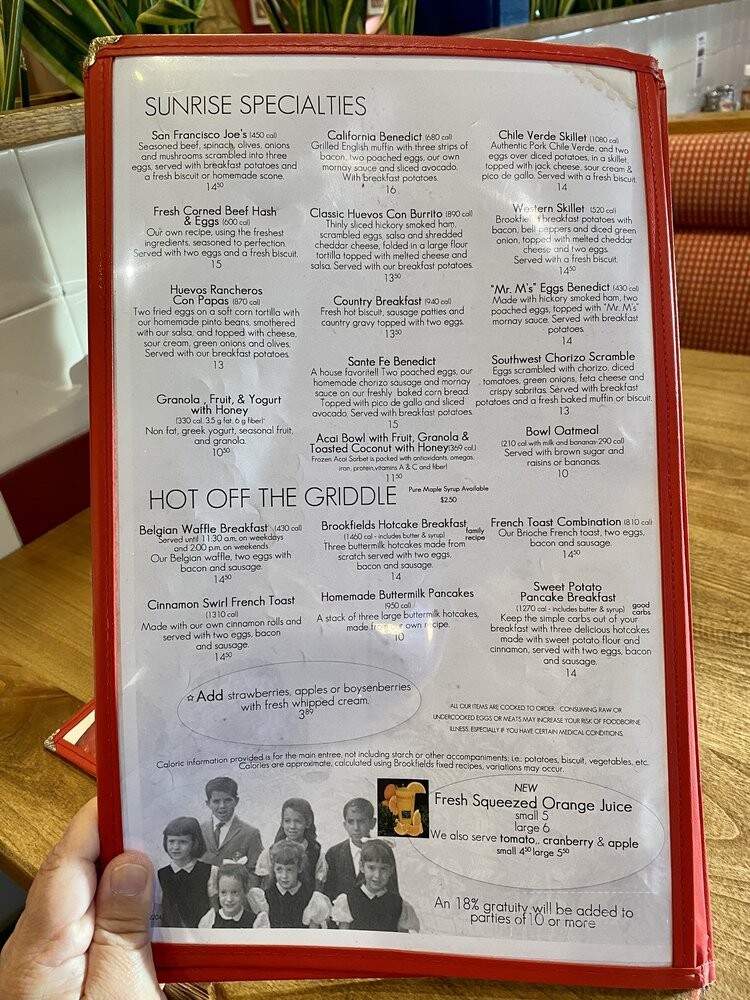 SUNRISE SPECIALTIES
San Francisco Joe's (450 cal)
Seasoned beef, spinach, olives, onions
and mushrooms scrambled into three
eggs, served with breakfast potatoes and
a fresh biscuit or homemade scone.
14⁵⁰
Fresh Corned Beef Hash
& Eggs (600 cal)
Our own recipe, using the freshest
ingredients, seasoned to perfection.
Served with two eggs and a fresh biscuit.
15
Huevos Rancheros
Con Papas (870 cal)
Two fried eggs on a soft corn tortilla with
our homemade pinto beans, smothered
with our salsa, and topped with cheese,
sour cream, green onions and olives.
Served with our breakfast potatoes.
13
Granola , Fruit, & Yogurt
with Honey
(330 cal, 3.5 g fat, 6 g fiber)
Non fat, greek yogurt, seasonal fruit,
and granola.
10⁵⁰
California Benedict (680 cal)
Grilled English muffin with three strips of
bacon, two poached eggs, our own
mornay sauce and sliced avocado.
With breakfast potatoes.
16
Classic Huevos Con Burrito (890 cal)
Thinly sliced hickory smoked ham,
scrambled eggs, salsa and shredded
cheddar cheese, folded in a large flour
tortilla topped with melted cheese and
salsa. Served with our breakfast potatoes.
13⁵⁰
Country Breakfast (940 cal)
Fresh hot biscuit, sausage patties and
country gravy topped with two eggs.
13⁵⁰
Sante Fe Benedict
A house favorite!! Two poached eggs, our
homemade chorizo sausage and mornay
sauce on our freshly baked corn bread.
Topped with pico de gallo and sliced
avocado. Served with breakfast potatoes.
15
Acai Bowl with Fruit, Granola &
Toasted Coconut with Honey(369 cal.)
Frozen Acai Sorbet is packed with antioxidants, omegas,
iron, protein,vitamins A & C and fiber!
11⁵⁰
Chile Verde Skillet (1080 cal)
Authentic Pork Chile Verde, and two
eggs over diced potatoes, in a skillet,
topped with jack cheese, sour cream &
pico de gallo. Served with a fresh biscuit.
14
Western Skillet (520 cal)
Brookfield breakfast potatoes with
bacon, bell peppers and diced green
onion, topped with melted cheddar
cheese and two eggs.
Served with a fresh biscuit.
14⁵⁰
"Mr. M's" Eggs Benedict (430 cal)
Made with hickory smoked ham, two
poached eggs, topped with "Mr. M's"
mornay sauce. Served with breakfast
potatoes.
14
Southwest Chorizo Scramble
Eggs scrambled with chorizo, diced
tomatoes, green onions, feta cheese and
crispy sabritas. Served with breakfast
potatoes and a fresh baked muffin or biscuit.
13
Bowl Oatmeal
(210 cal with milk and bananas-290 cal)
Served with brown sugar and
raisins or bananas.
10
HOT OFF THE GRIDDLE
Pure Maple Syrup Available
$2.50
Belgian Waffle Breakfast (430 cal)
Served until 11:30 a.m. on weekdays
and 2:00 p.m. on weekends
Our Belgian waffle, two eggs with
bacon and sausage.
14⁵⁰
Cinnamon Swirl French Toast
(1310 cal)
Made with our own cinnamon rolls and
served with two eggs, bacon
and sausage.
14⁵⁰
Brookfields Hotcake Breakfast
family
recipe
(1460 cal - includes butter & syrup)
Three buttermilk hotcakes made from
scratch served with two eggs,
bacon and sausage.
14
Homemade Buttermilk Pancakes
(950 cal)
A stack of three large buttermilk hotcakes,
made from our own recipe.
10
French Toast Combination (810 cal)
Our Brioche French toast, two eggs,
bacon and sausage.
14⁵⁰
Sweet Potato
Pancake Breakfast
(1270 cal - includes butter & syrup)
good
carbs
Keep the simple carbs out of your
breakfast with three delicious hotcakes
made with sweet potato flour and
cinnamon, served with two eggs, bacon
and sausage.
14
☆Add strawberries, apples or boysenberries
with fresh whipped cream.
3⁸⁹
ALL OUR ITEMS ARE COOKED TO ORDER. CONSUMING RAW OR
UNDERCOOKED EGGS OR MEATS MAY INCREASE YOUR RISK OF FOODBORNE
ILLNESS, ESPECIALLY IF YOU HAVE CERTAIN MEDICAL CONDITIONS.
Caloric information provided is for the main entree, not including starch or other accompaniments; i.e.: potatoes, biscuit, vegetables, etc.
Calories are approximate, calculated using Brookfields fixed recipes, variations may occur.
NEW
Fresh Squeezed Orange Juice
small 5
large 6
We also serve tomato,, cranberry & apple
small 4⁵⁰ large 5⁵⁰
An 18% gratuity will be added to
parties of 10 or more